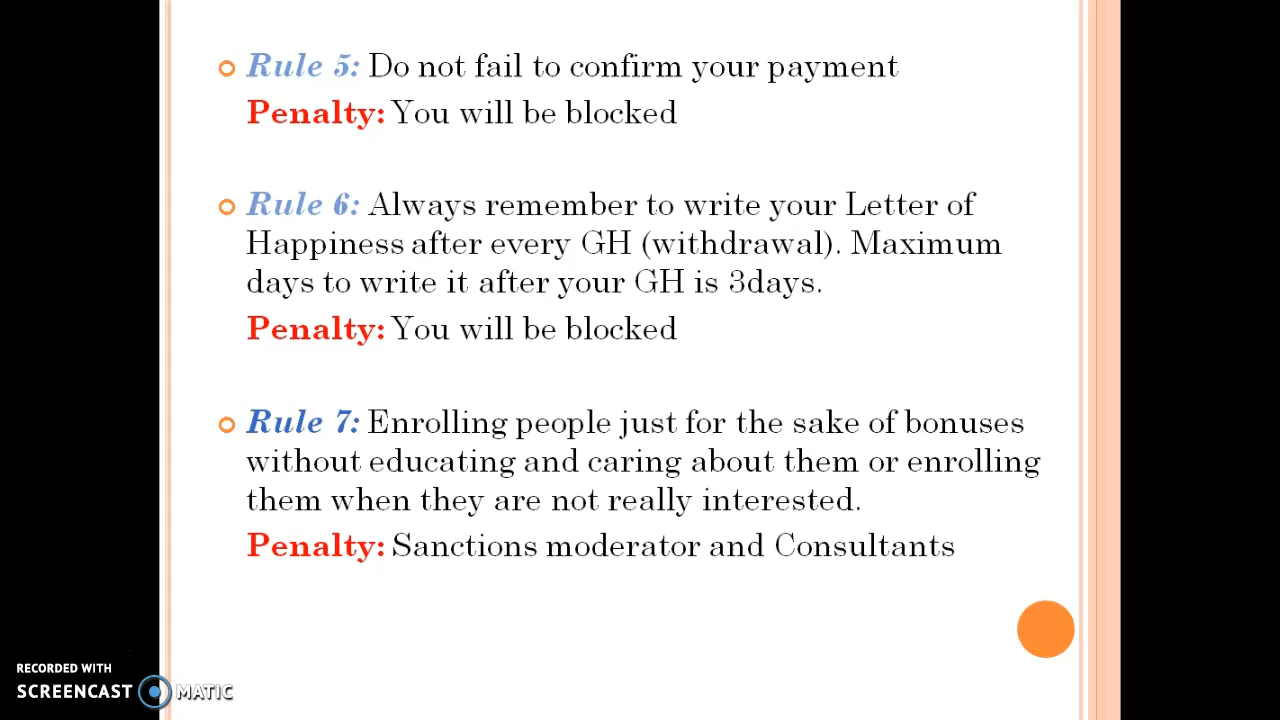 Rule 5: Do not fail to confirm your payment
Penalty: You will be blocked
Rule 6: Always remember to write your Letter of
Happiness after every GH (withdrawal). Maximum
days to write it after your GH is 3days.
Penalty: You will be blocked
Rule 7: Enrolling people just for the sake of bonuses
without educating and caring about them or enrolling
them when they are not really interested.
Penalty: Sanctions moderator and Consultants
RECORDED WITH
SCREENCAST MATIC